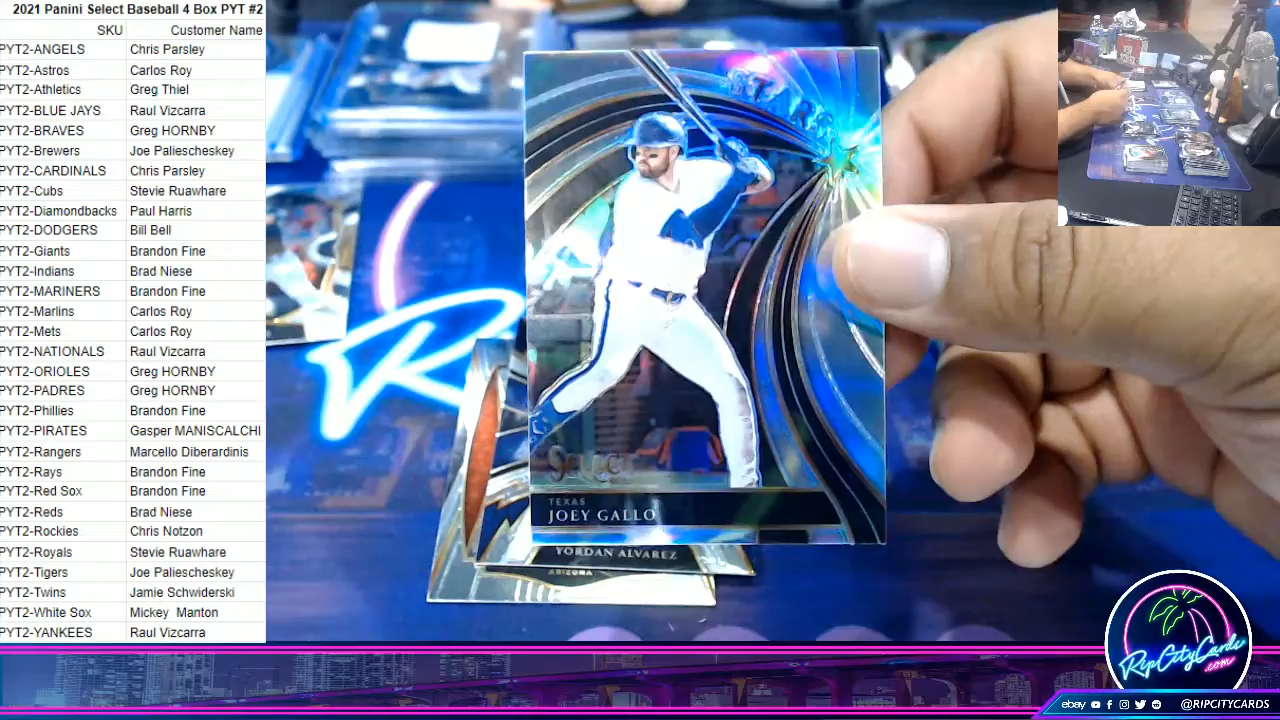 2021 Panini Select Baseball 4 Box PYT #2
SKU Customer Name
PYT2-ANGELS Chris Parsley
PYT2-Astros Carlos Roy
PYT2-Athletics Greg Thiel
PYT2-BLUE JAYS Raul Vizcarra
PYT2-BRAVES Greg HORNBY
PYT2-Brewers Joe Paliescheskey
PYT2-CARDINALS Chris Parsley
PYT2-Cubs Stevie Ruawhare
PYT2-Diamondbacks Paul Harris
PYT2-DODGERS Bill Bell
PYT2-Giants Brandon Fine
PYT2-Indians Brad Niese
PYT2-MARINERS Brandon Fine
PYT2-Marlins Carlos Roy
PYT2-Mets Carlos Roy
PYT2-NATIONALS Raul Vizcarra
PYT2-ORIOLES Greg HORNBY
PYT2-PADRES Greg HORNBY
PYT2-Phillies Brandon Fine
PYT2-PIRATES Gasper MANISCALCHI
PYT2-Rangers Marcello Diberardinis
PYT2-Rays Brandon Fine
PYT2-Red Sox Brandon Fine
PYT2-Reds Brad Niese
PYT2-Rockies Chris Notzon
PYT2-Royals Stevie Ruawhare
PYT2-Tigers Joe Paliescheskey
PYT2-Twins Jamie Schwiderski
PYT2-White Sox Mickey Manton
PYT2-YANKEES Raul Vizcarra
SELECT
TEXAS
JOEY GALLO
YORDAN ALVAREZ
ARIZONA
RipCityCards
.com
ebay @RIPCITYCARDS